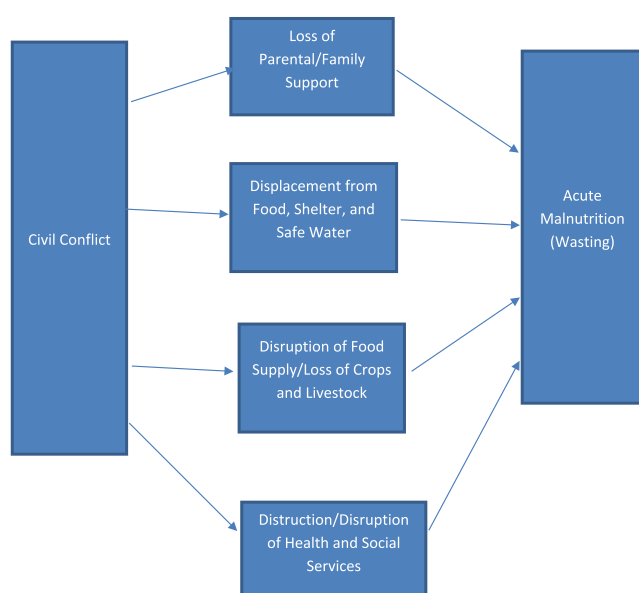 Civil Conflict
Loss of
Parental/Family
Support
Displacement from
Food, Shelter, and
Safe Water
Disruption of Food
Supply/Loss of Crops
and Livestock
Distruction/Disruption
of Health and Social
Services
Acute
Malnutrition
(Wasting)